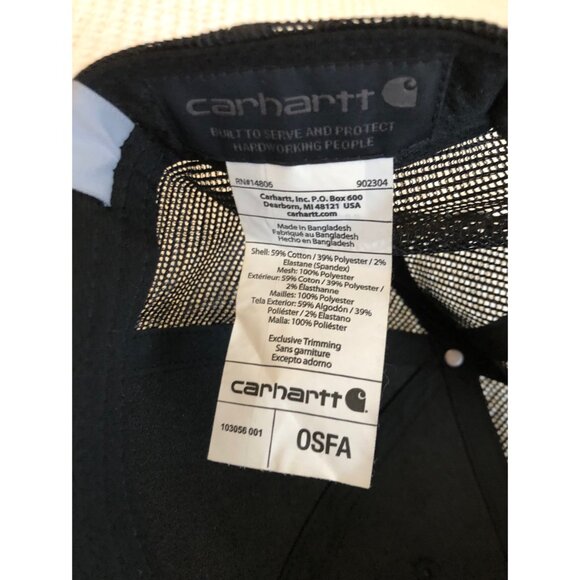 carhartt
BUILT TO SERVE AND PROTECT
HARDWORKING PEOPLE
RN#14806 902304
Carhartt, Inc. P.O. Box 600
Dearborn, MI 48121 USA
carhartt.com
Made in Bangladesh
Fabriqué au Bangladesh
Hecho en Bangladesh
Shell: 59% Cotton / 39% Polyester / 2%
Elastane (Spandex)
Mesh: 100% Polyester
Extérieur: 59% Coton / 39% Polyester
/ 2% Élasthanne
Mailles: 100% Polyester
Tela Exterior: 59% Algodón / 39%
Poliéster / 2% Elastano
Malla: 100% Poliéster
Exclusive Trimming
Sans garniture
Excepto adorno
carhartt
103056 001 OSFA